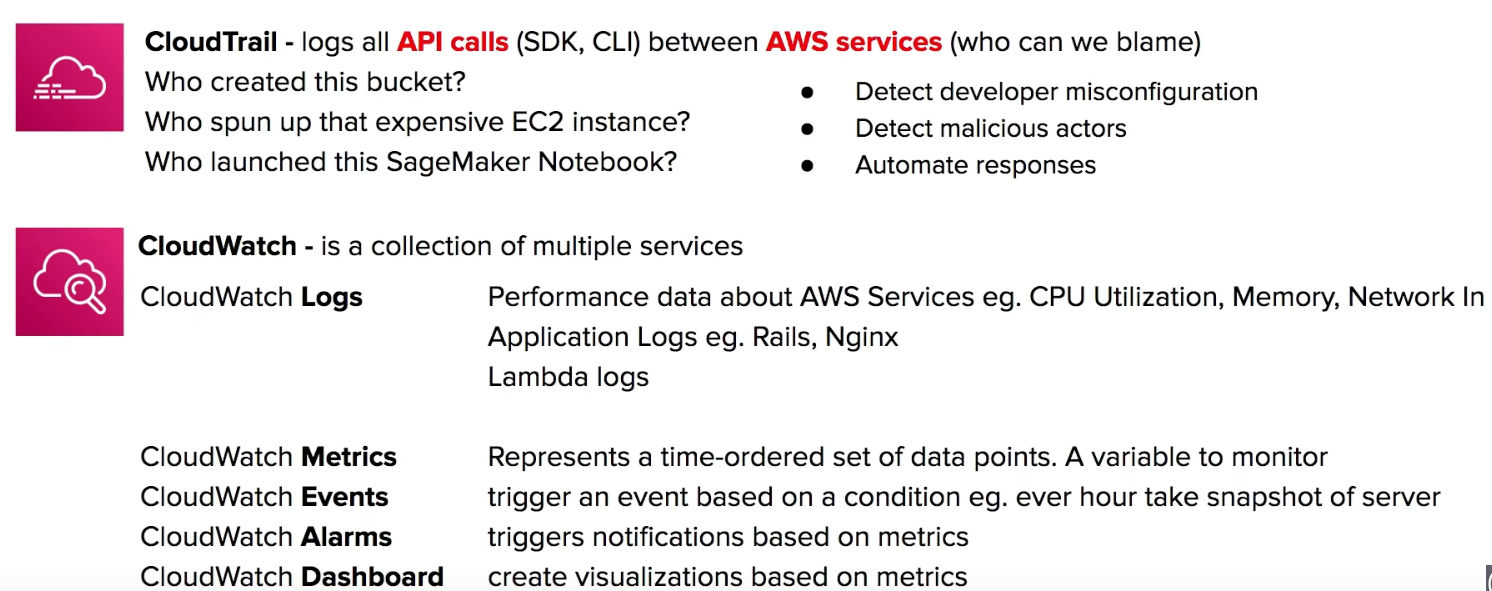 CloudTrail - logs all API calls (SDK, CLI) between AWS services (who can we blame)
Who created this bucket?
Who spun up that expensive EC2 instance?
Who launched this SageMaker Notebook?
● Detect developer misconfiguration
● Detect malicious actors
● Automate responses
CloudWatch - is a collection of multiple services
CloudWatch Logs Performance data about AWS Services eg. CPU Utilization, Memory, Network In
Application Logs eg. Rails, Nginx
Lambda logs
CloudWatch Metrics Represents a time-ordered set of data points. A variable to monitor
CloudWatch Events trigger an event based on a condition eg. ever hour take snapshot of server
CloudWatch Alarms triggers notifications based on metrics
CloudWatch Dashboard create visualizations based on metrics